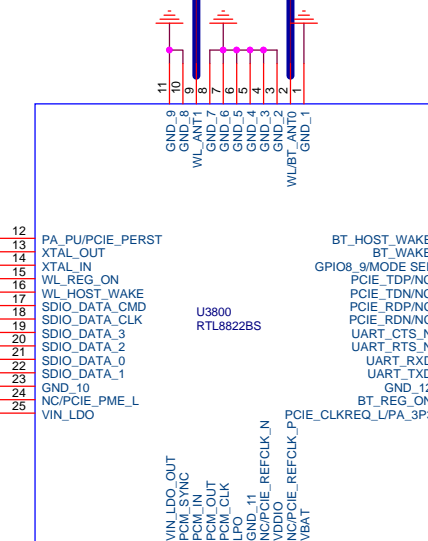 11
10
9
8
7
6
5
4
3
2
1
GND_9
GND_8
WL_ANT1
GND_7
GND_6
GND_5
GND_4
GND_3
GND_2
WL/BT_ANT0
GND_1
12 PA_PU/PCIE_PERST
13 XTAL_OUT
14 XTAL_IN
15 WL_REG_ON
16 WL_HOST_WAKE
17 SDIO_DATA_CMD
18 SDIO_DATA_CLK
19 SDIO_DATA_3
20 SDIO_DATA_2
21 SDIO_DATA_0
22 SDIO_DATA_1
23 GND_10
24 NC/PCIE_PME_L
25 VIN_LDO
U3800
RTL8822BS
BT_HOST_WAKE
BT_WAKE
GPIO8_9/MODE SEL
PCIE_TDP/NC
PCIE_TDN/NC
PCIE_RDP/NC
PCIE_RDN/NC
UART_CTS_N
UART_RTS_N
UART_RXD
UART_TXD
GND_12
BT_REG_ON
PCIE_CLKREQ_L/PA_3P3
VIN_LDO_OUT
PCM_SYNC
PCM_IN
PCM_OUT
PCM_CLK
LPO
GND_11
NC/PCIE_REFCLK_N
VDDIO
NC/PCIE_REFCLK_P
VBAT